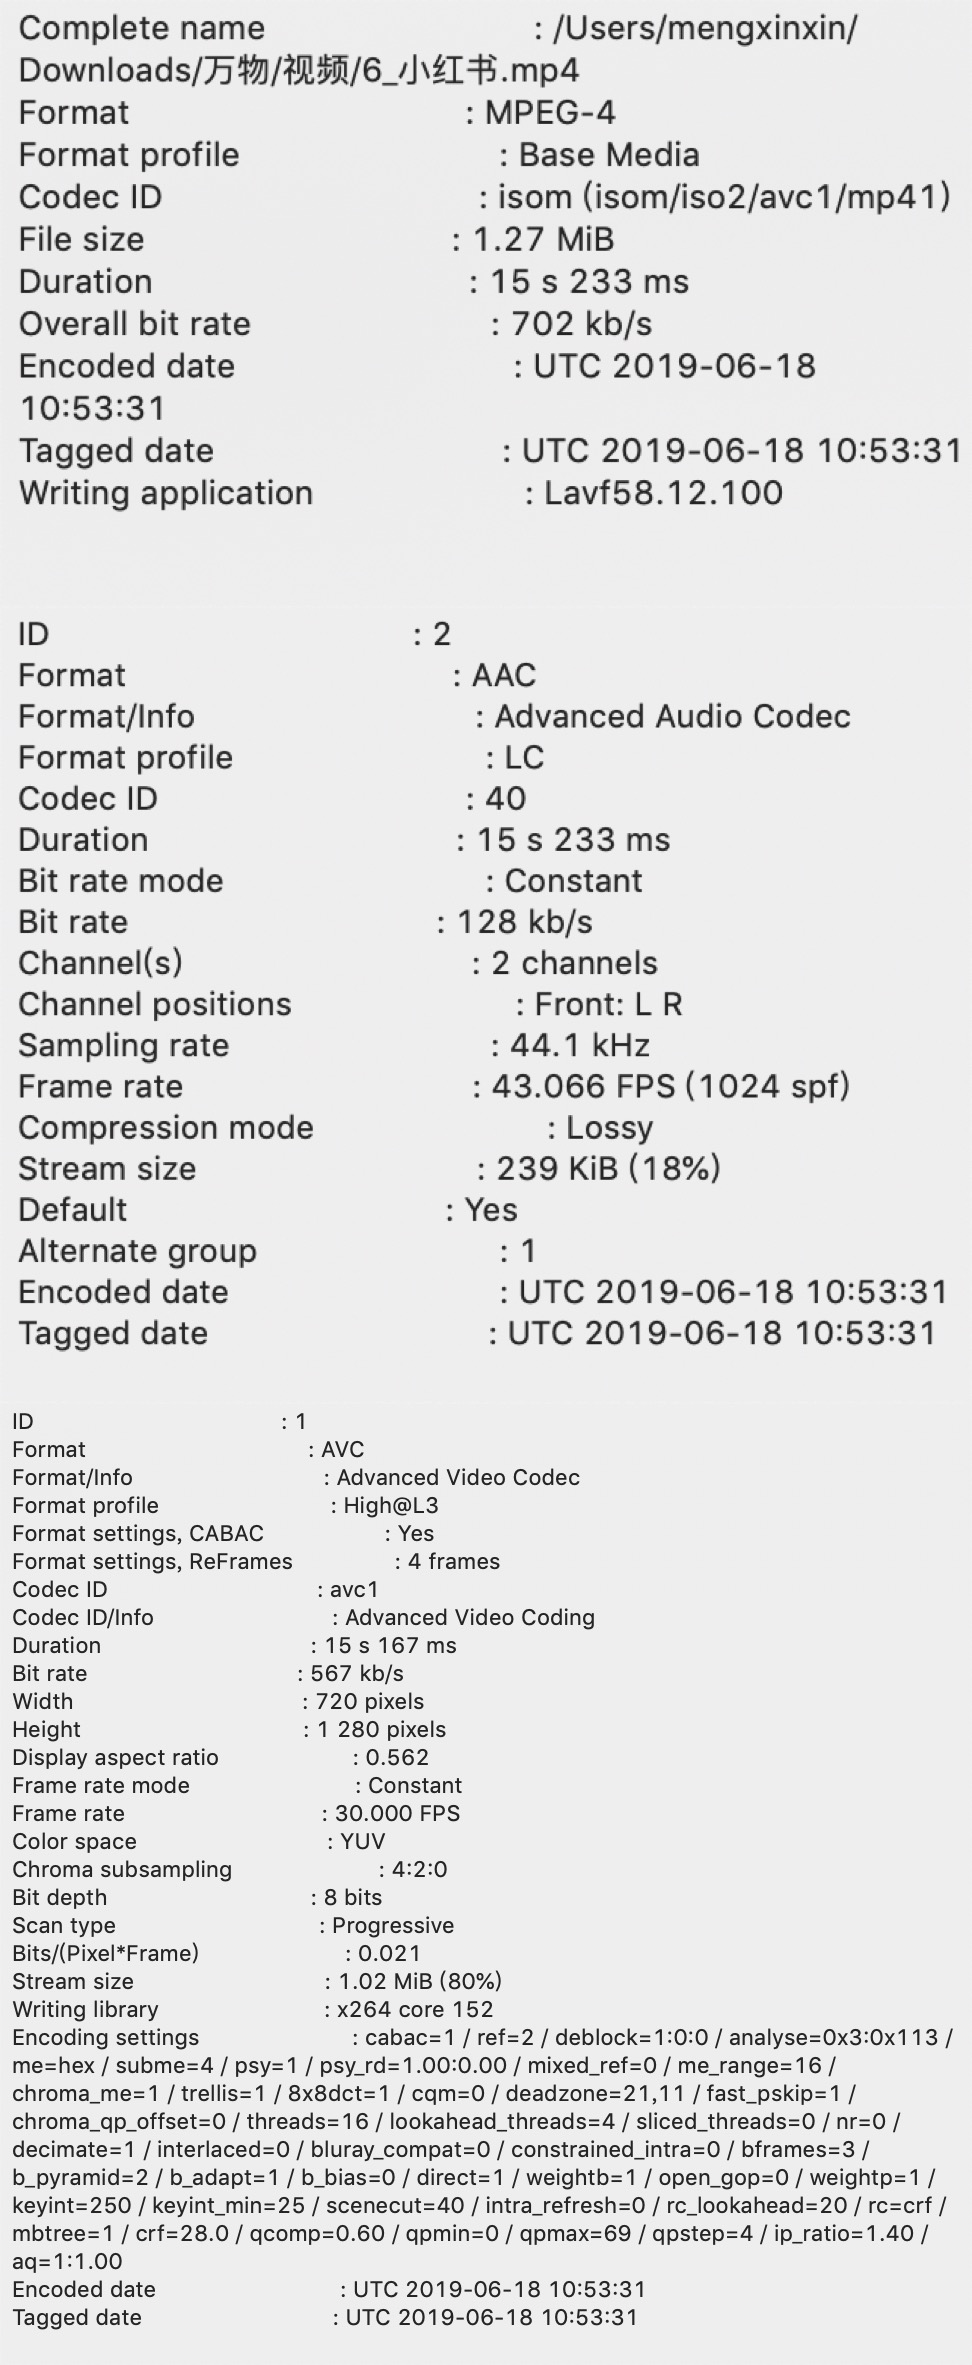 Complete name : /Users/mengxinxin/
Downloads/万物/视频/6_小红书.mp4
Format : MPEG-4
Format profile : Base Media
Codec ID : isom (isom/iso2/avc1/mp41)
File size : 1.27 MiB
Duration : 15 s 233 ms
Overall bit rate : 702 kb/s
Encoded date : UTC 2019-06-18
10:53:31
Tagged date : UTC 2019-06-18 10:53:31
Writing application : Lavf58.12.100
ID : 2
Format : AAC
Format/Info : Advanced Audio Codec
Format profile : LC
Codec ID : 40
Duration : 15 s 233 ms
Bit rate mode : Constant
Bit rate : 128 kb/s
Channel(s) : 2 channels
Channel positions : Front: L R
Sampling rate : 44.1 kHz
Frame rate : 43.066 FPS (1024 spf)
Compression mode : Lossy
Stream size : 239 KiB (18%)
Default : Yes
Alternate group : 1
Encoded date : UTC 2019-06-18 10:53:31
Tagged date : UTC 2019-06-18 10:53:31
ID : 1
Format : AVC
Format/Info : Advanced Video Codec
Format profile : High@L3
Format settings, CABAC : Yes
Format settings, ReFrames : 4 frames
Codec ID : avc1
Codec ID/Info : Advanced Video Coding
Duration : 15 s 167 ms
Bit rate : 567 kb/s
Width : 720 pixels
Height : 1 280 pixels
Display aspect ratio : 0.562
Frame rate mode : Constant
Frame rate : 30.000 FPS
Color space : YUV
Chroma subsampling : 4:2:0
Bit depth : 8 bits
Scan type : Progressive
Bits/(Pixel*Frame) : 0.021
Stream size : 1.02 MiB (80%)
Writing library : x264 core 152
Encoding settings : cabac=1 / ref=2 / deblock=1:0:0 / analyse=0x3:0x113 /
me=hex / subme=4 / psy=1 / psy_rd=1.00:0.00 / mixed_ref=0 / me_range=16 /
chroma_me=1 / trellis=1 / 8x8dct=1 / cqm=0 / deadzone=21,11 / fast_pskip=1 /
chroma_qp_offset=0 / threads=16 / lookahead_threads=4 / sliced_threads=0 / nr=0 /
decimate=1 / interlaced=0 / bluray_compat=0 / constrained_intra=0 / bframes=3 /
b_pyramid=2 / b_adapt=1 / b_bias=0 / direct=1 / weightb=1 / open_gop=0 / weightp=1 /
keyint=250 / keyint_min=25 / scenecut=40 / intra_refresh=0 / rc_lookahead=20 / rc=crf /
mbtree=1 / crf=28.0 / qcomp=0.60 / qpmin=0 / qpmax=69 / qpstep=4 / ip_ratio=1.40 /
aq=1:1.00
Encoded date : UTC 2019-06-18 10:53:31
Tagged date : UTC 2019-06-18 10:53:31